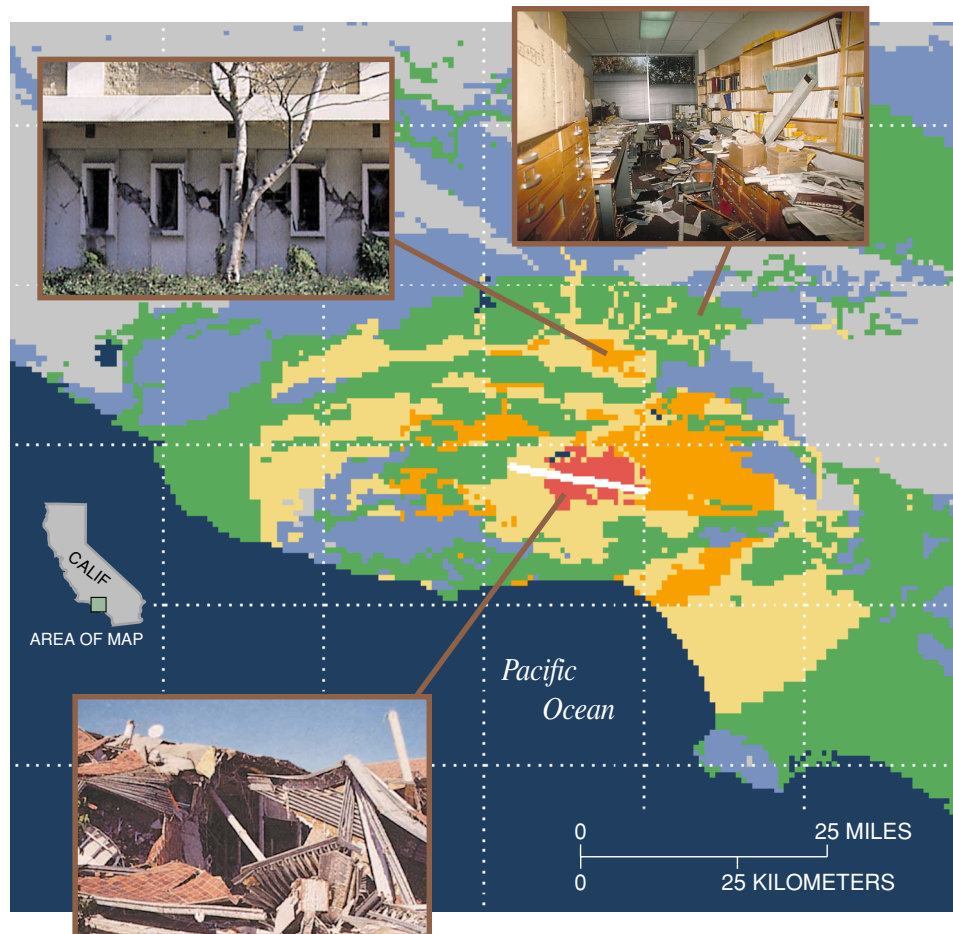 CALIF
AREA OF MAP
Pacific
Ocean
0 25 MILES
0 25 KILOMETERS